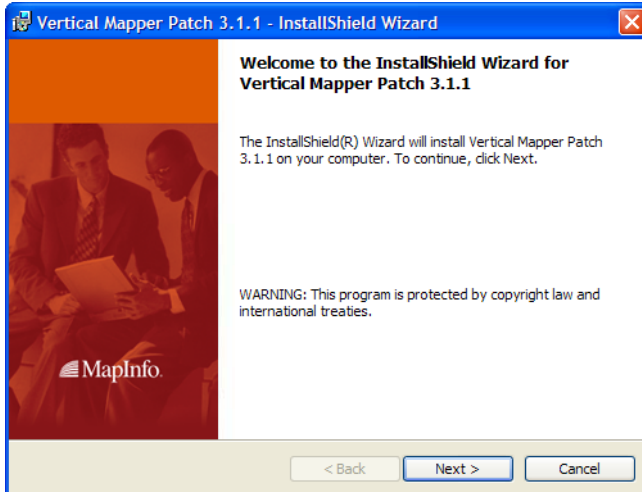 Vertical Mapper Patch 3.1.1 - InstallShield Wizard
Welcome to the InstallShield Wizard for
Vertical Mapper Patch 3.1.1
The InstallShield(R) Wizard will install Vertical Mapper Patch
3.1.1 on your computer. To continue, click Next.
WARNING: This program is protected by copyright law and
international treaties.
MapInfo.
< Back
Next >
Cancel